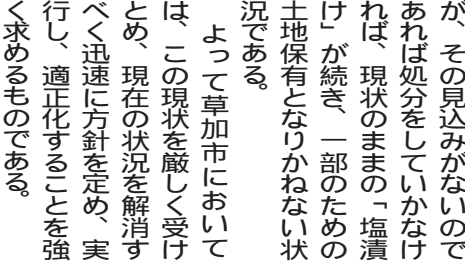 が、その見込みがないので
あれば処分をしていかなけ
れば、現状のままの「塩漬
け」が続き、一部のための
土地保有となりかねない状
況である。
よって草加市において
は、この現状を厳しく受け
とめ、現在の状況を解消す
べく迅速に方針を定め、実
行し、適正化することを強
く求めるものである。